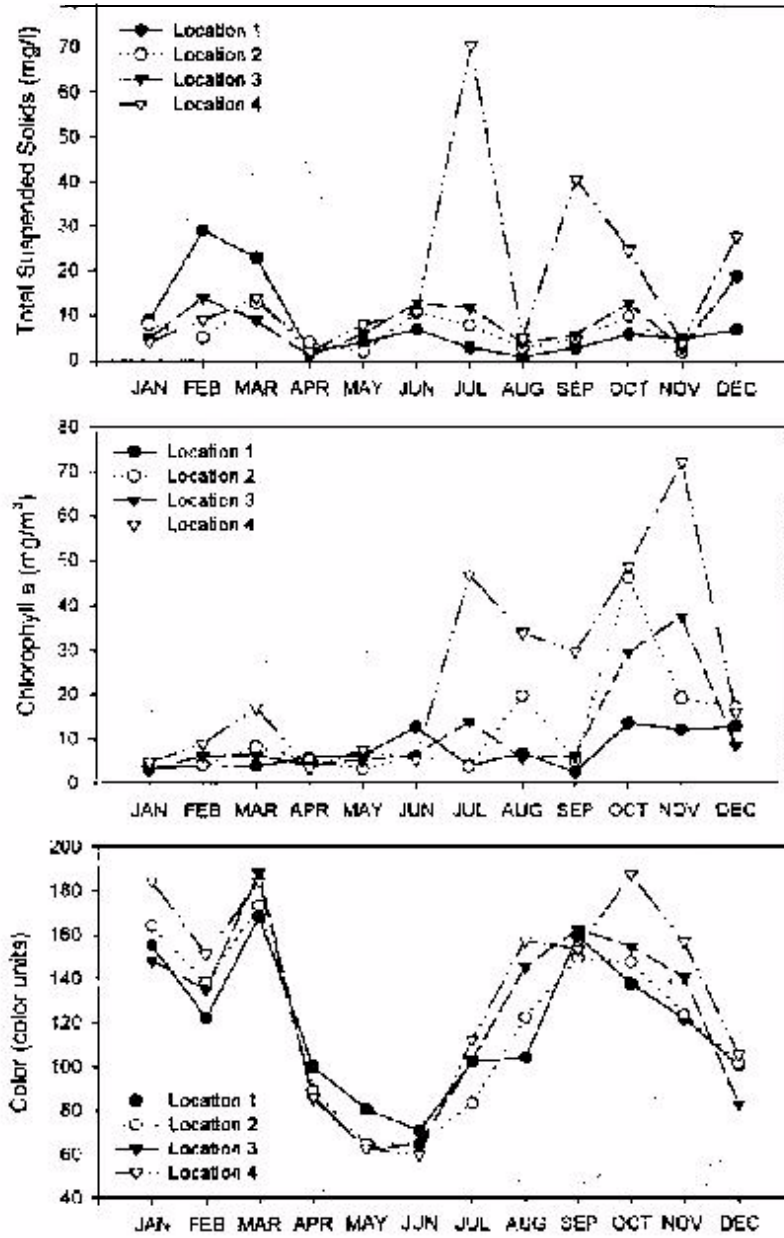 Total Suspended Solids (mg/l)
70
60
50
40
30
20
10
0
Location 1
Location 2
Location 3
Location 4
JAN FEB MAR APR MAY JUN JUL AUG SEP OCT NOV DEC
Chlorophyll a (mg/m³)
80
70
60
50
40
30
20
10
0
Location 1
Location 2
Location 3
Location 4
JAN FEB MAR APR MAY JUN JUL AUG SEP OCT NOV DEC
Color (color units)
200
180
160
140
120
100
80
60
40
Location 1
Location 2
Location 3
Location 4
JAN FEB MAR APR MAY JUN JUL AUG SEP OCT NOV DEC